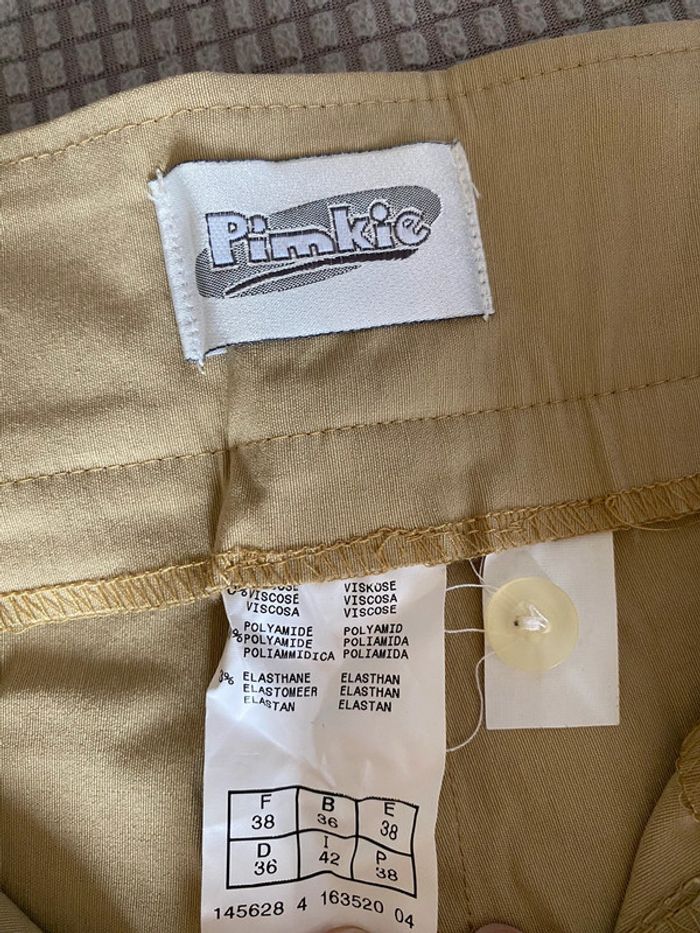 Pimkie
VISCOSE VISKOSE
%VISCOSE VISCOSA
VISCOSA VISCOSE
POLYAMIDE POLYAMID
%POLYAMIDE POLIAMIDA
POLIAMMIDICA POLIAMIDA
3% ELASTHANE ELASTHAN
ELASTOMEER ELASTHAN
ELASTAN ELASTAN
F B E
38 36 38
D I P
36 42 38
145628 4 163520 04